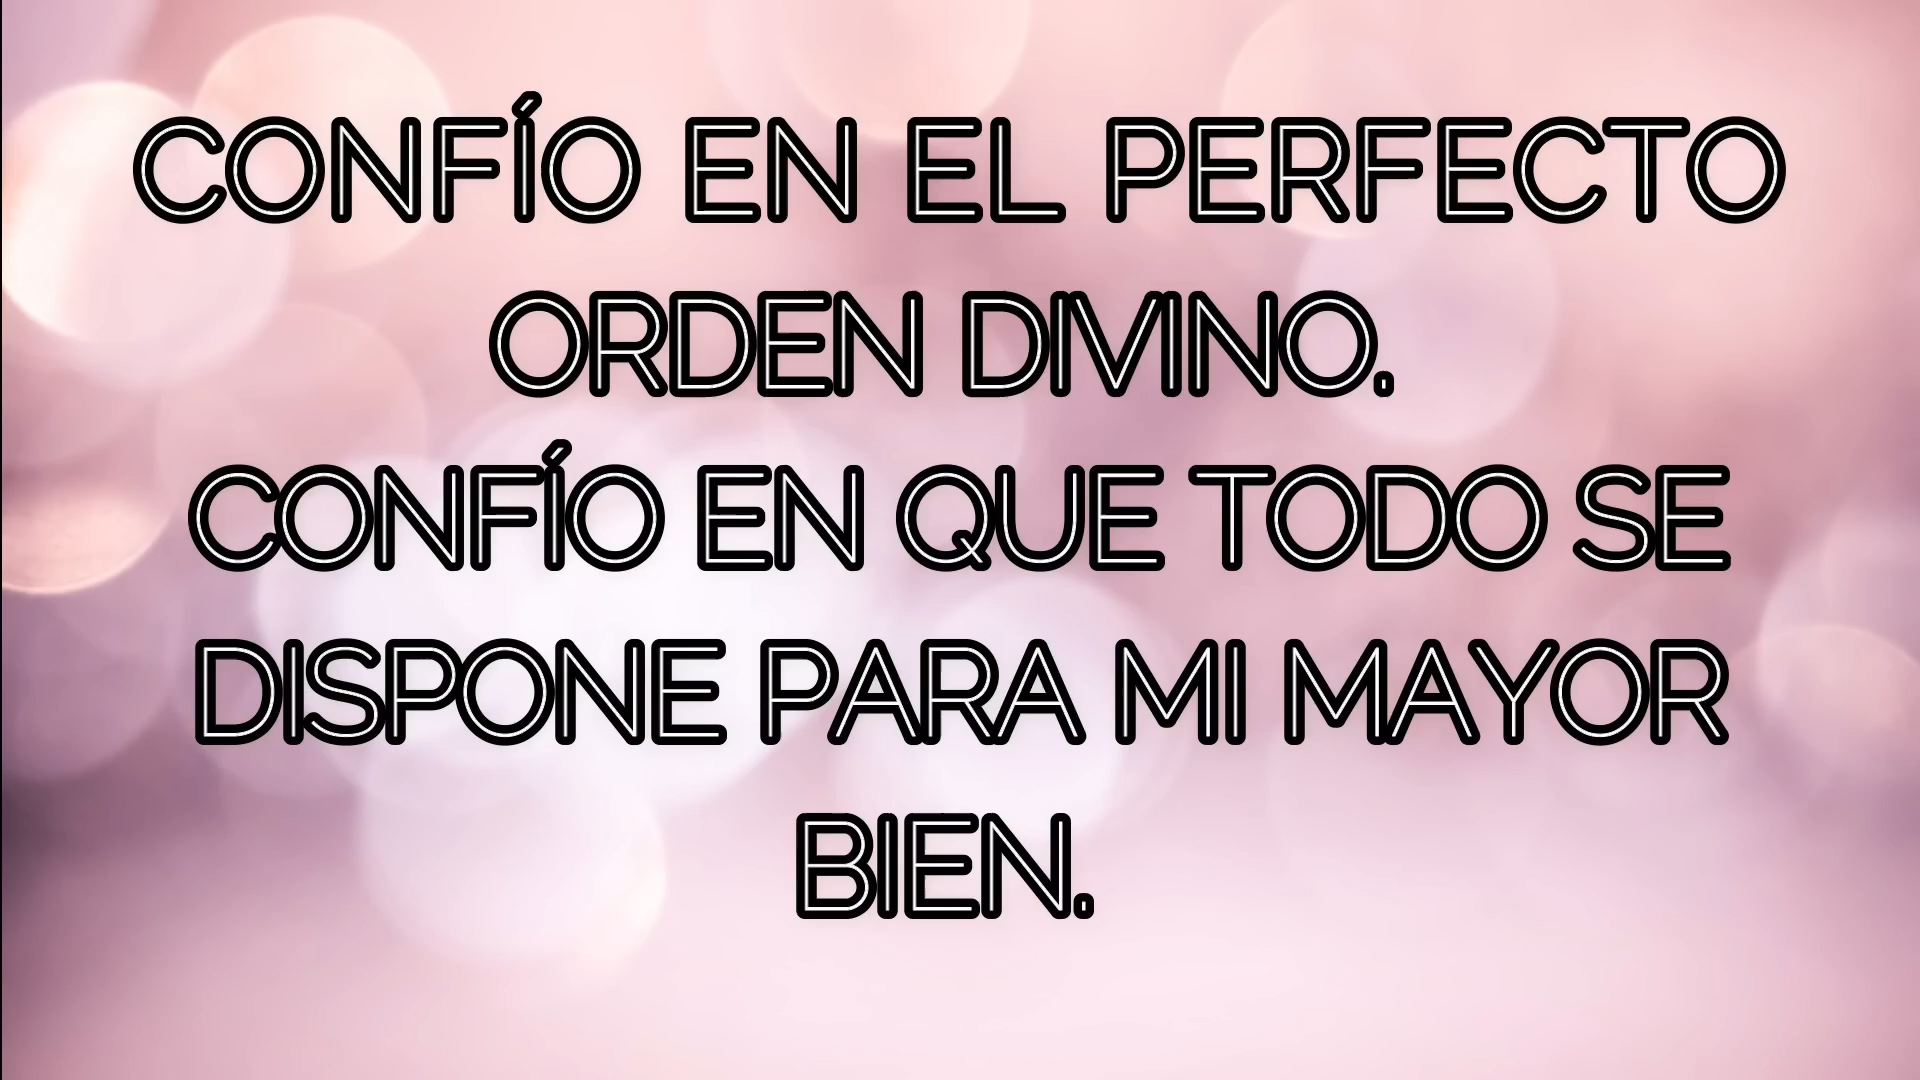 CONFÍO EN EL PERFECTO
ORDEN DIVINO.
CONFÍO EN QUE TODO SE
DISPONE PARA MI MAYOR
BIEN.